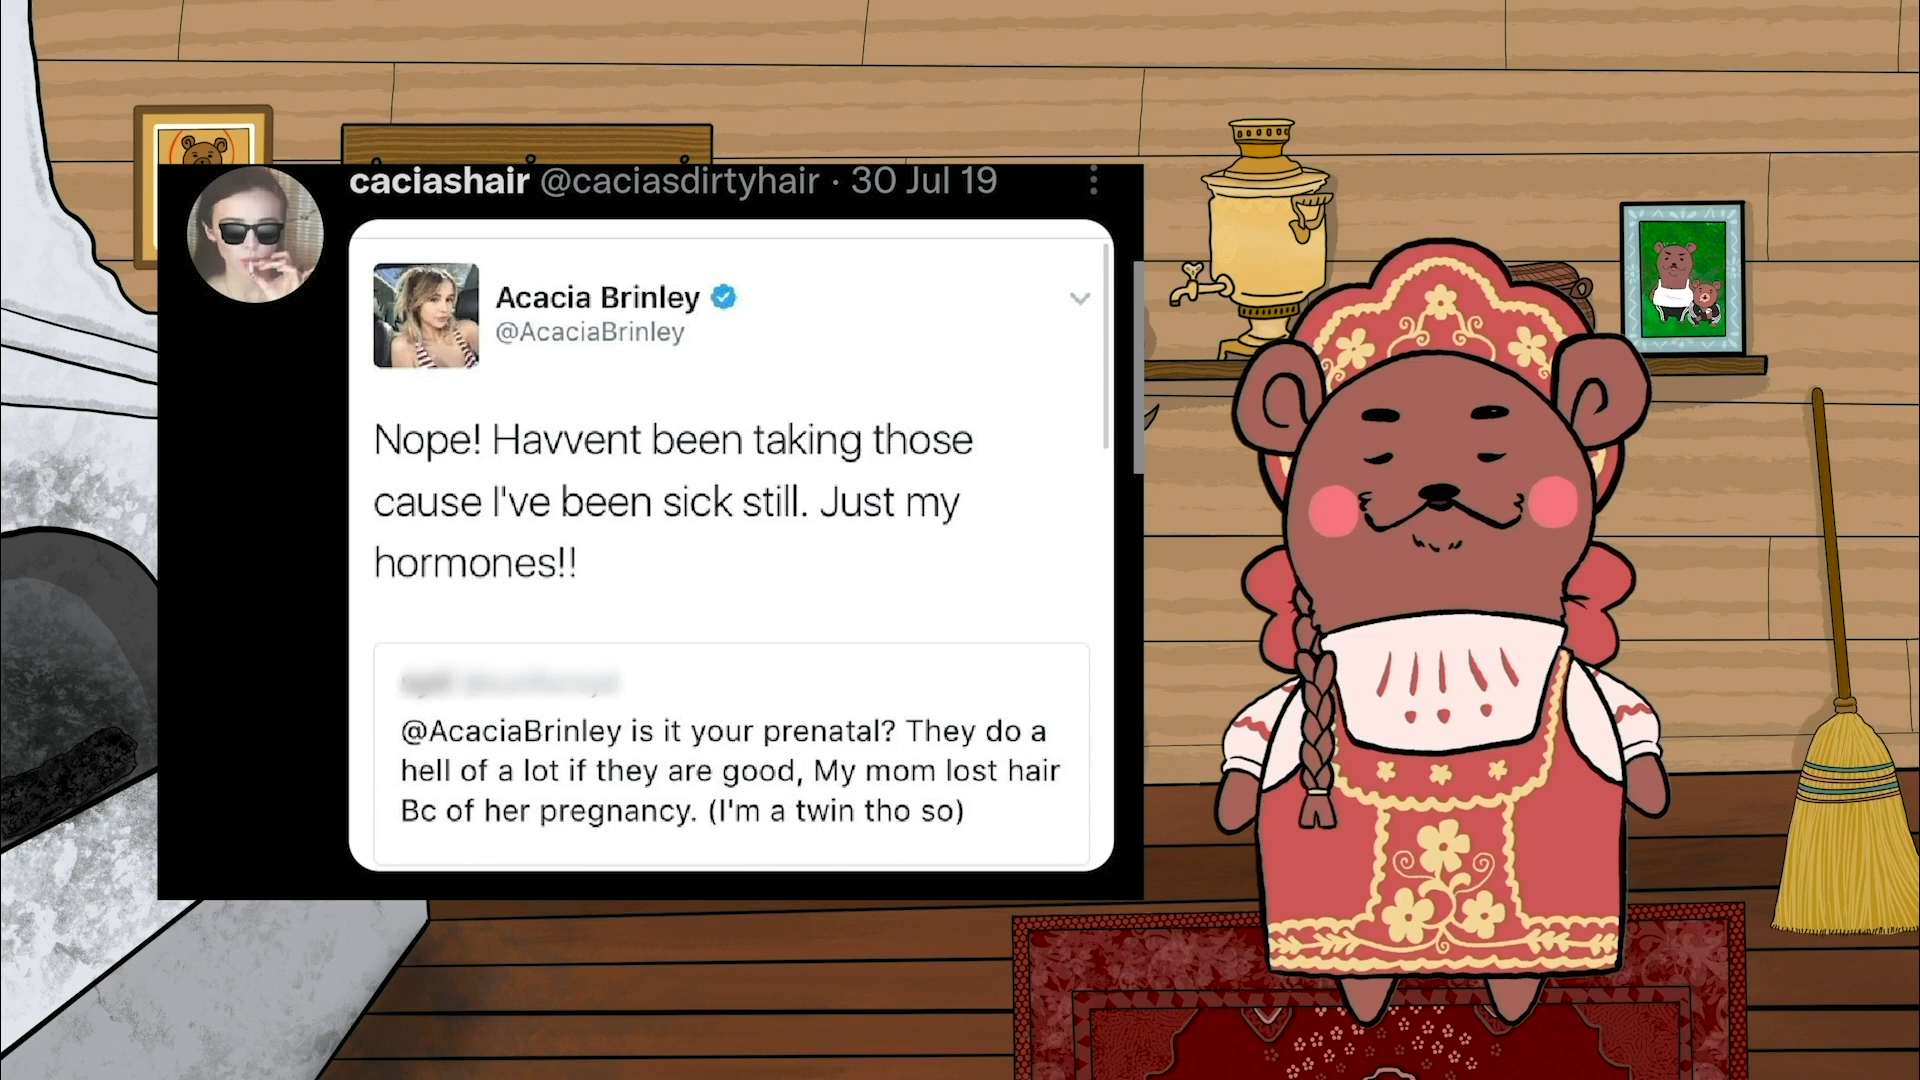 caciashair @caciasdirtyhair · 30 Jul 19
Acacia Brinley
@AcaciaBrinley
Nope! Havvent been taking those
cause I've been sick still. Just my
hormones!!
@AcaciaBrinley is it your prenatal? They do a
hell of a lot if they are good, My mom lost hair
Bc of her pregnancy. (I'm a twin tho so)